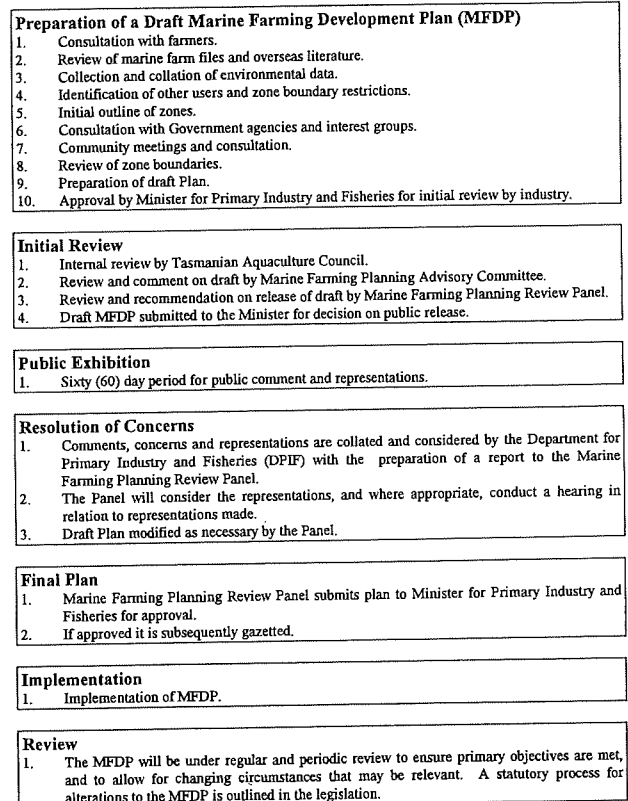 Preparation of a Draft Marine Farming Development Plan (MFDP)
1. Consultation with farmers.
2. Review of marine farm files and overseas literature.
3. Collection and collation of environmental data.
4. Identification of other users and zone boundary restrictions.
5. Initial outline of zones.
6. Consultation with Government agencies and interest groups.
7. Community meetings and consultation.
8. Review of zone boundaries.
9. Preparation of draft Plan.
10. Approval by Minister for Primary Industry and Fisheries for initial review by industry.
Initial Review
1. Internal review by Tasmanian Aquaculture Council.
2. Review and comment on draft by Marine Farming Planning Advisory Committee.
3. Review and recommendation on release of draft by Marine Farming Planning Review Panel.
4. Draft MFDP submitted to the Minister for decision on public release.
Public Exhibition
1. Sixty (60) day period for public comment and representations.
Resolution of Concerns
1. Comments, concerns and representations are collated and considered by the Department for
Primary Industry and Fisheries (DPIF) with the preparation of a report to the Marine
Farming Planning Review Panel.
2. The Panel will consider the representations, and where appropriate, conduct a hearing in
relation to representations made.
3. Draft Plan modified as necessary by the Panel.
Final Plan
1. Marine Farming Planning Review Panel submits plan to Minister for Primary Industry and
Fisheries for approval.
2. If approved it is subsequently gazetted.
Implementation
1. Implementation of MFDP.
Review
1. The MFDP will be under regular and periodic review to ensure primary objectives are met,
and to allow for changing circumstances that may be relevant. A statutory process for
alterations to the MFDP is outlined in the legislation.